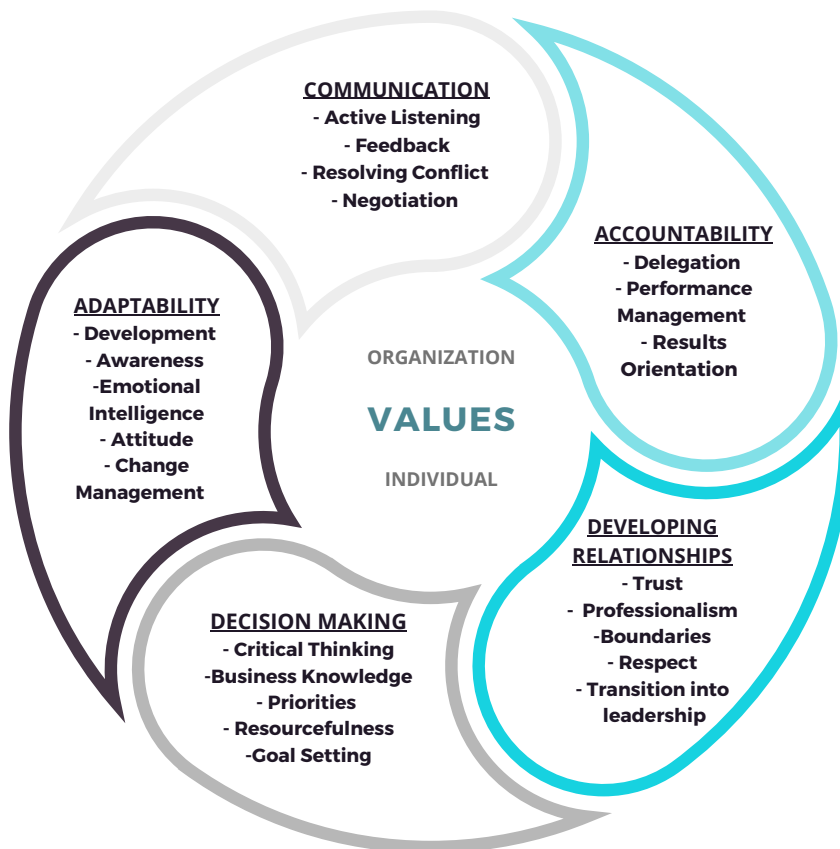 COMMUNICATION
- Active Listening
- Feedback
- Resolving Conflict
- Negotiation
ACCOUNTABILITY
- Delegation
- Performance
Management
- Results
Orientation
DEVELOPING
RELATIONSHIPS
- Trust
- Professionalism
-Boundaries
- Respect
- Transition into
leadership
DECISION MAKING
- Critical Thinking
-Business Knowledge
- Priorities
- Resourcefulness
-Goal Setting
ADAPTABILITY
- Development
- Awareness
-Emotional
Intelligence
- Attitude
- Change
Management
ORGANIZATION
VALUES
INDIVIDUAL